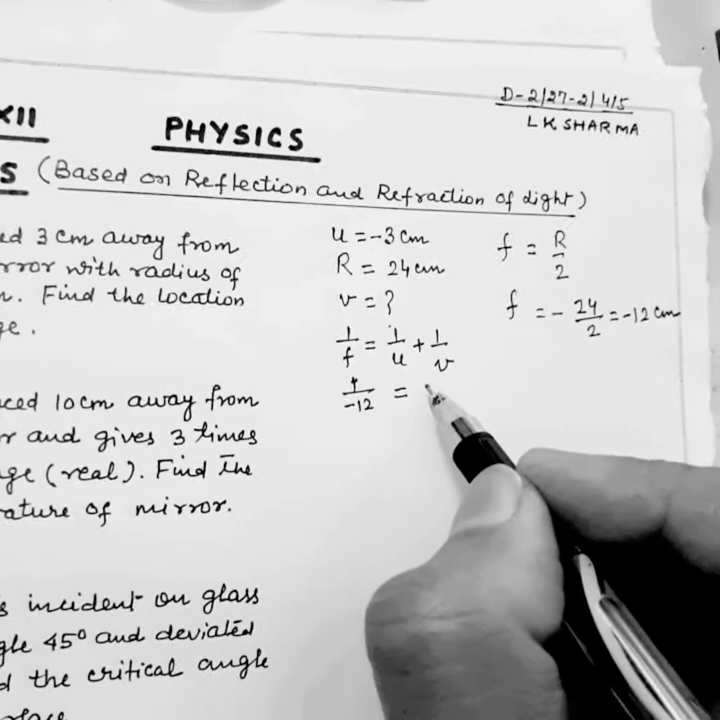 XII PHYSICS
D-2/27-2/4/5
L K SHARMA
S (Based on Reflection and Refraction of Light)
ed 3 cm away from
rror with radius of
n. Find the location
ge.
u = -3 cm
R = 24 cm
v = ?
1/f = 1/u + 1/v
1/-12 =
f = R/2
f = - 24/2 = -12 cm
ced 10 cm away from
r and gives 3 times
ge (real). Find the
ature of mirror.
s incident on glass
gle 45° and deviated
d the critical angle